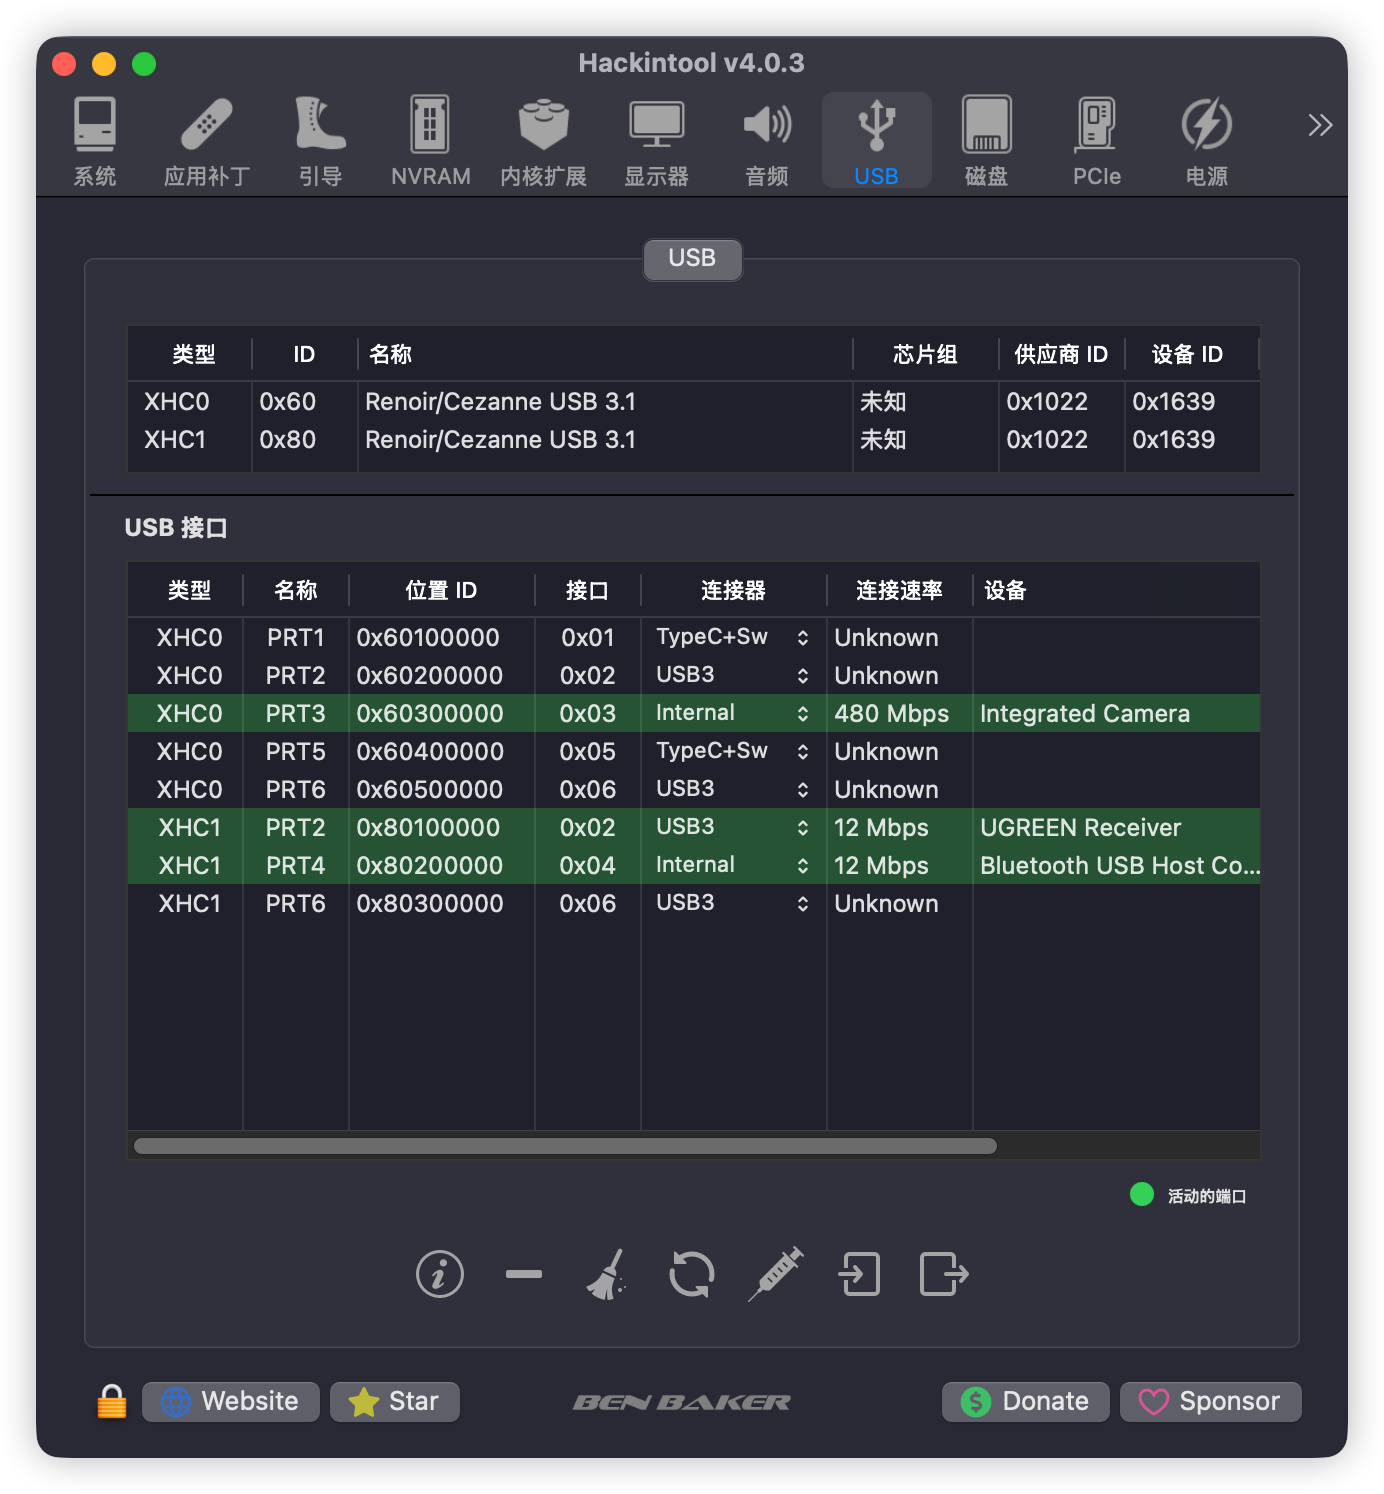 Hackintool v4.0.3
系统 应用补丁 引导 NVRAM 内核扩展 显示器 音频 USB 磁盘 PCIe 电源
USB
类型 ID 名称 芯片组 供应商 ID 设备 ID
XHC0 0x60 Renoir/Cezanne USB 3.1 未知 0x1022 0x1639
XHC1 0x80 Renoir/Cezanne USB 3.1 未知 0x1022 0x1639
USB 接口
类型 名称 位置 ID 接口 连接器 连接速率 设备
XHC0 PRT1 0x60100000 0x01 TypeC+Sw Unknown
XHC0 PRT2 0x60200000 0x02 USB3 Unknown
XHC0 PRT3 0x60300000 0x03 Internal 480 Mbps Integrated Camera
XHC0 PRT5 0x60400000 0x05 TypeC+Sw Unknown
XHC0 PRT6 0x60500000 0x06 USB3 Unknown
XHC1 PRT2 0x80100000 0x02 USB3 12 Mbps UGREEN Receiver
XHC1 PRT4 0x80200000 0x04 Internal 12 Mbps Bluetooth USB Host Co...
XHC1 PRT6 0x80300000 0x06 USB3 Unknown
活动的端口
Website Star BEN BAKER Donate Sponsor